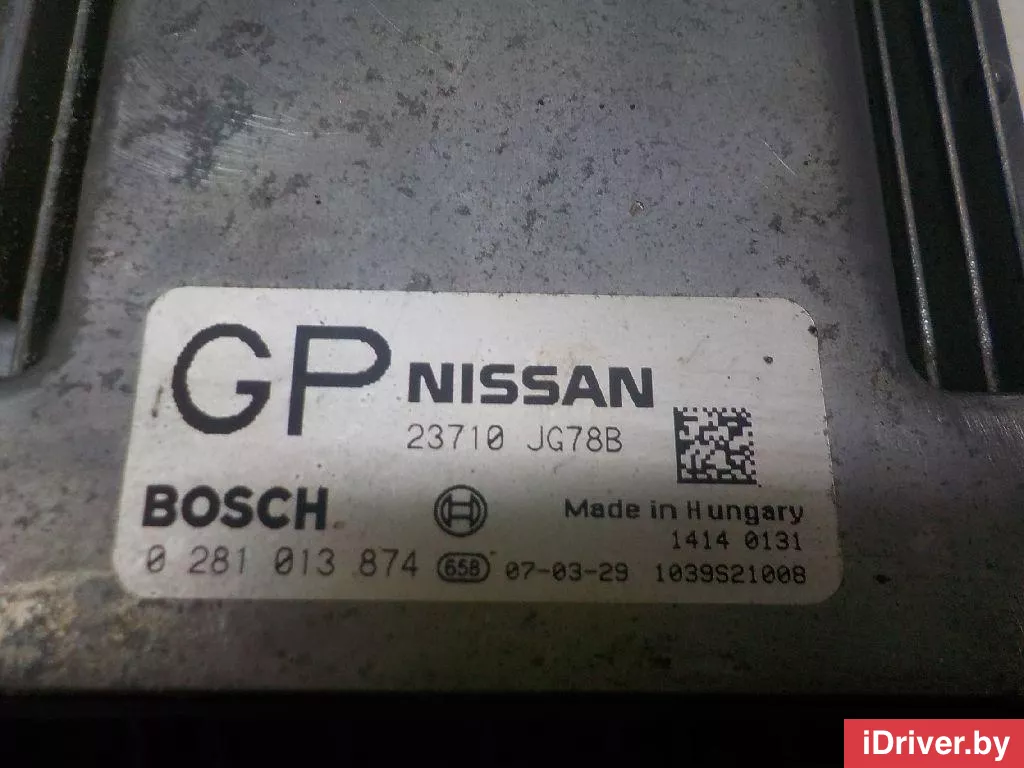 GP NISSAN
23710 JG78B
BOSCH Made in Hungary
1414 0131
0 281 013 874 658 07-03-29 1039S21008
iDriver.by